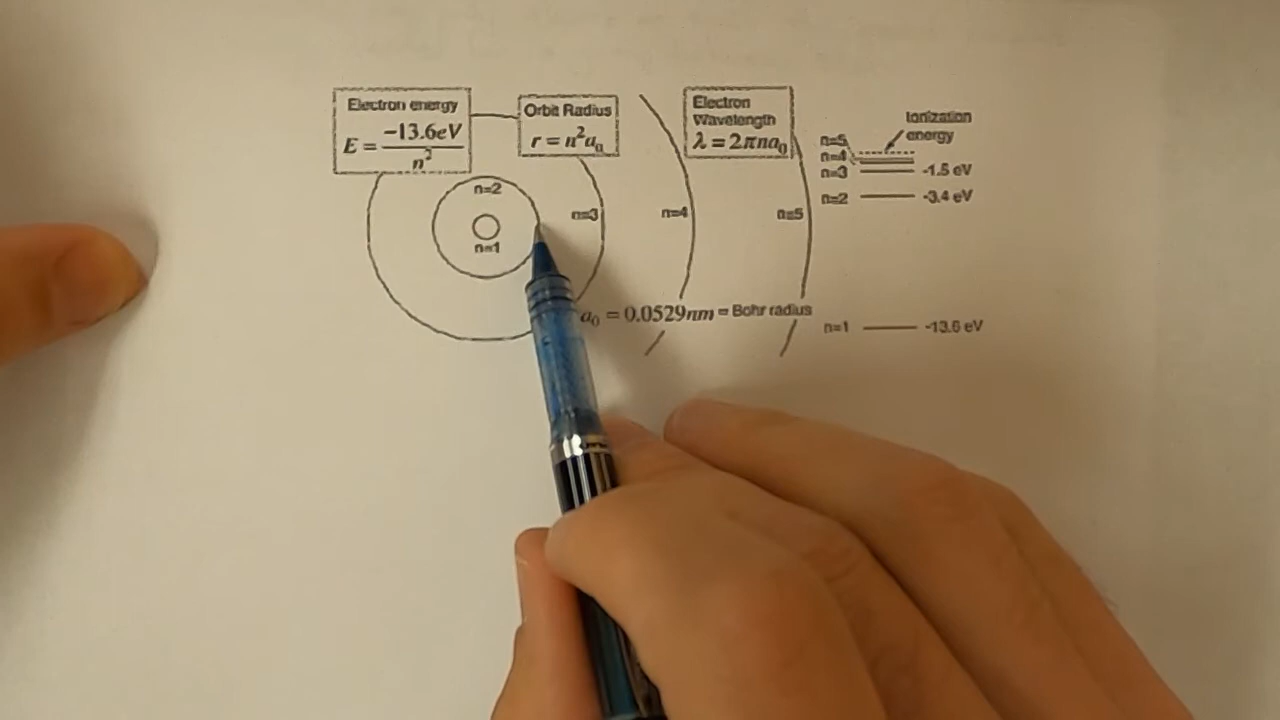 Electron energy
E = -13.6eV / n²
Orbit Radius
r = n²a₀
Electron
Wavelength
λ = 2πna₀
n=2
n=1
n=3
n=4
n=5
a₀ = 0.0529nm = Bohr radius
Ionization
energy
n=5
n=4
n=3 -1.5 eV
n=2 -3.4 eV
n=1 -13.6 eV